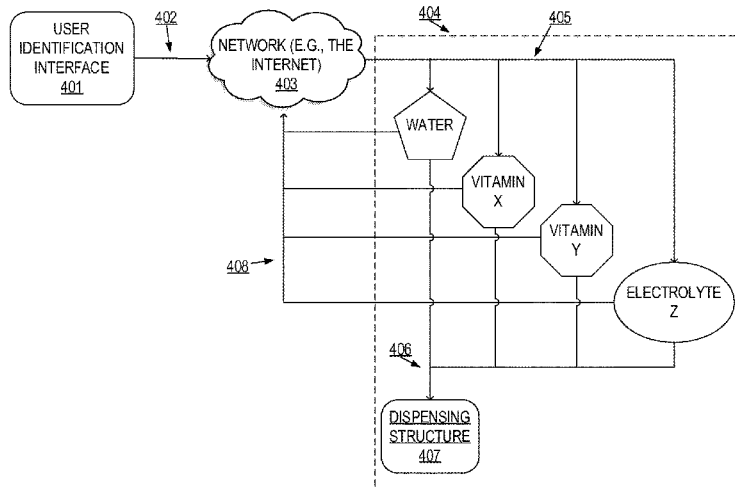 USER
IDENTIFICATION
INTERFACE
401
402
NETWORK (E.G., THE
INTERNET)
403
404
405
WATER
VITAMIN
X
VITAMIN
Y
408
ELECTROLYTE
Z
406
DISPENSING
STRUCTURE
407